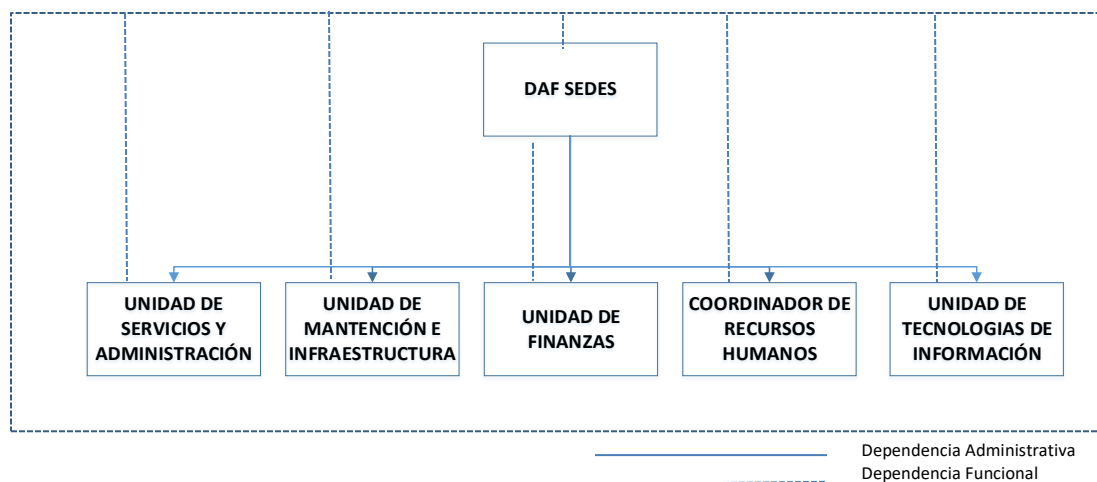 DAF SEDES
UNIDAD DE
SERVICIOS Y
ADMINISTRACIÓN
UNIDAD DE
MANTENCIÓN E
INFRAESTRUCTURA
UNIDAD DE
FINANZAS
COORDINADOR DE
RECURSOS
HUMANOS
UNIDAD DE
TECNOLOGIAS DE
INFORMACIÓN
Dependencia Administrativa
Dependencia Funcional